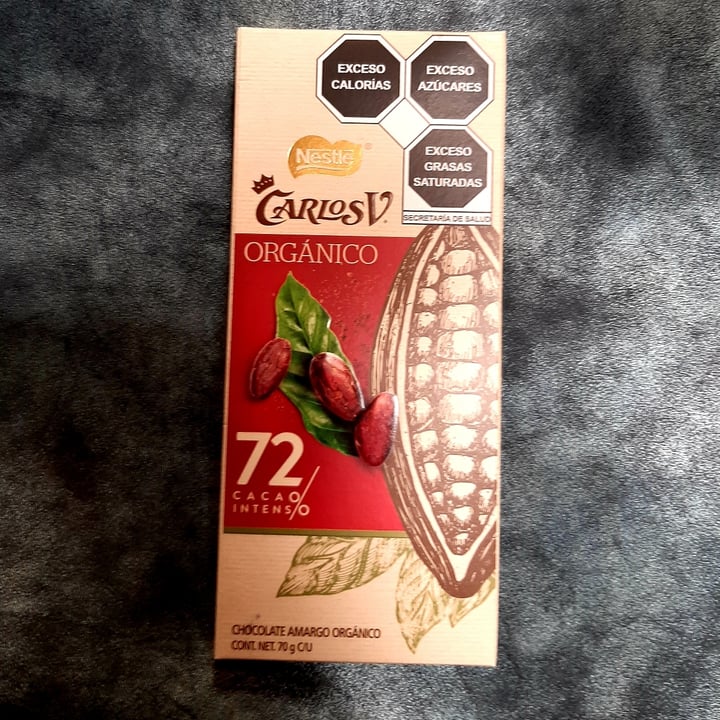 EXCESO
CALORÍAS
EXCESO
AZÚCARES
EXCESO
GRASAS
SATURADAS
SECRETARÍA DE SALUD
Nestlé®
CARLOS V.
ORGÁNICO
72%
CACAO
INTENSO
CHOCOLATE AMARGO ORGÁNICO
CONT. NET. 70 g C/U